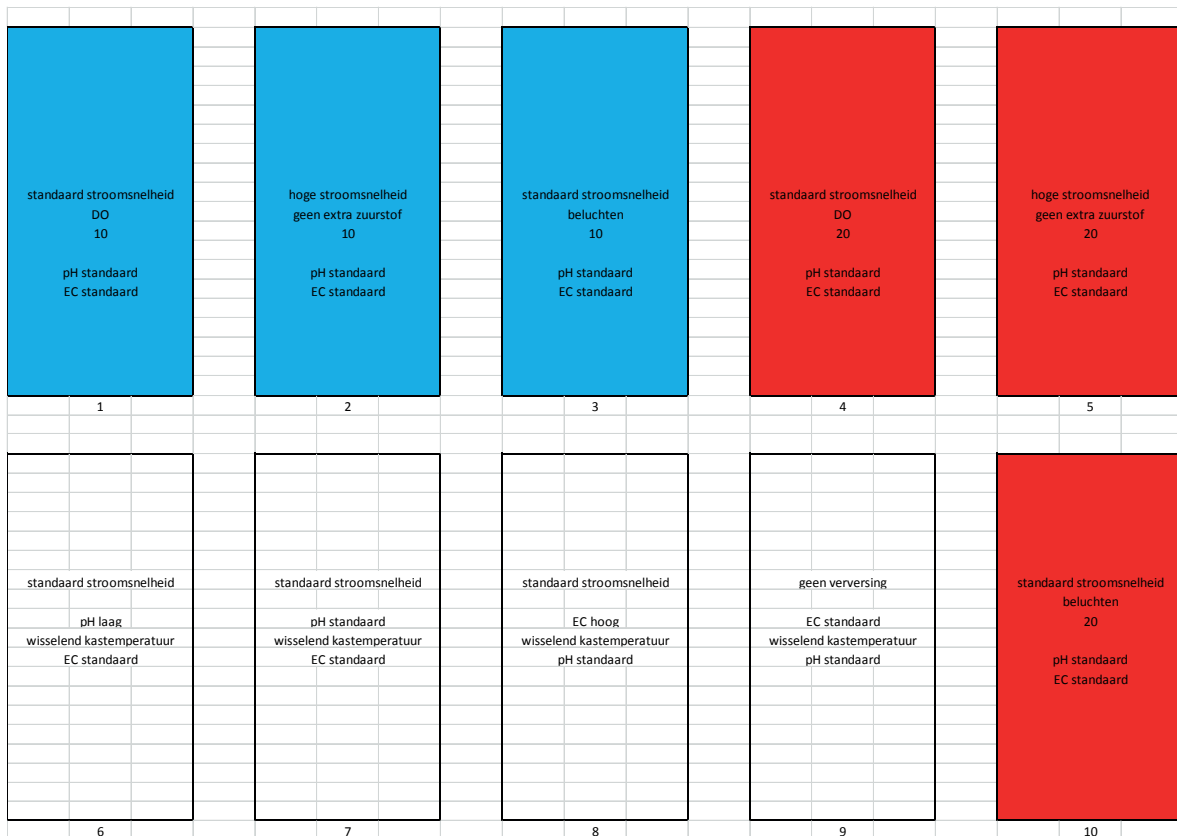 standaard stroomsnelheid
DO
10
pH standaard
EC standaard
1
hoge stroomsnelheid
geen extra zuurstof
10
pH standaard
EC standaard
2
standaard stroomsnelheid
beluchten
10
pH standaard
EC standaard
3
standaard stroomsnelheid
DO
20
pH standaard
EC standaard
4
hoge stroomsnelheid
geen extra zuurstof
20
pH standaard
EC standaard
5
standaard stroomsnelheid
pH laag
wisselend kastemperatuur
EC standaard
6
standaard stroomsnelheid
pH standaard
wisselend kastemperatuur
EC standaard
7
standaard stroomsnelheid
EC hoog
wisselend kastemperatuur
pH standaard
8
geen verversing
EC standaard
wisselend kastemperatuur
pH standaard
9
standaard stroomsnelheid
beluchten
20
pH standaard
EC standaard
10